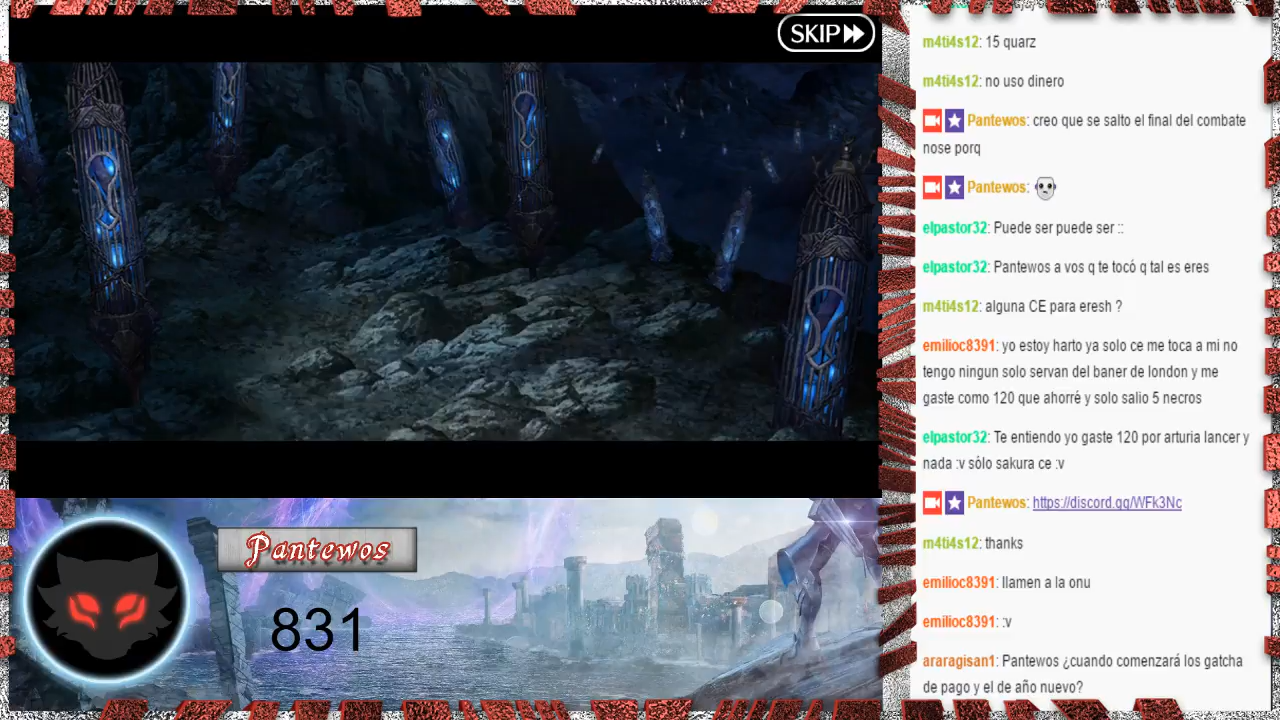 SKIP
m4ti4s12: 15 quarz
m4ti4s12: no uso dinero
Pantewos: creo que se salto el final del combate
nose porq
Pantewos:
elpastor32: Puede ser puede ser ::
elpastor32: Pantewos a vos q te tocó q tal es eres
m4ti4s12: alguna CE para eresh ?
emilioc8391: yo estoy harto ya solo ce me toca a mi no
tengo ningun solo servan del baner de london y me
gaste como 120 que ahorré y solo salio 5 necros
elpastor32: Te entiendo yo gaste 120 por arturia lancer y
nada :v sólo sakura ce :v
Pantewos: https://discord.gg/WFk3Nc
m4ti4s12: thanks
emilioc8391: llamen a la onu
emilioc8391: :v
araragisan1: Pantewos ¿cuando comenzará los gatcha
de pago y el de año nuevo?
Pantewos
831